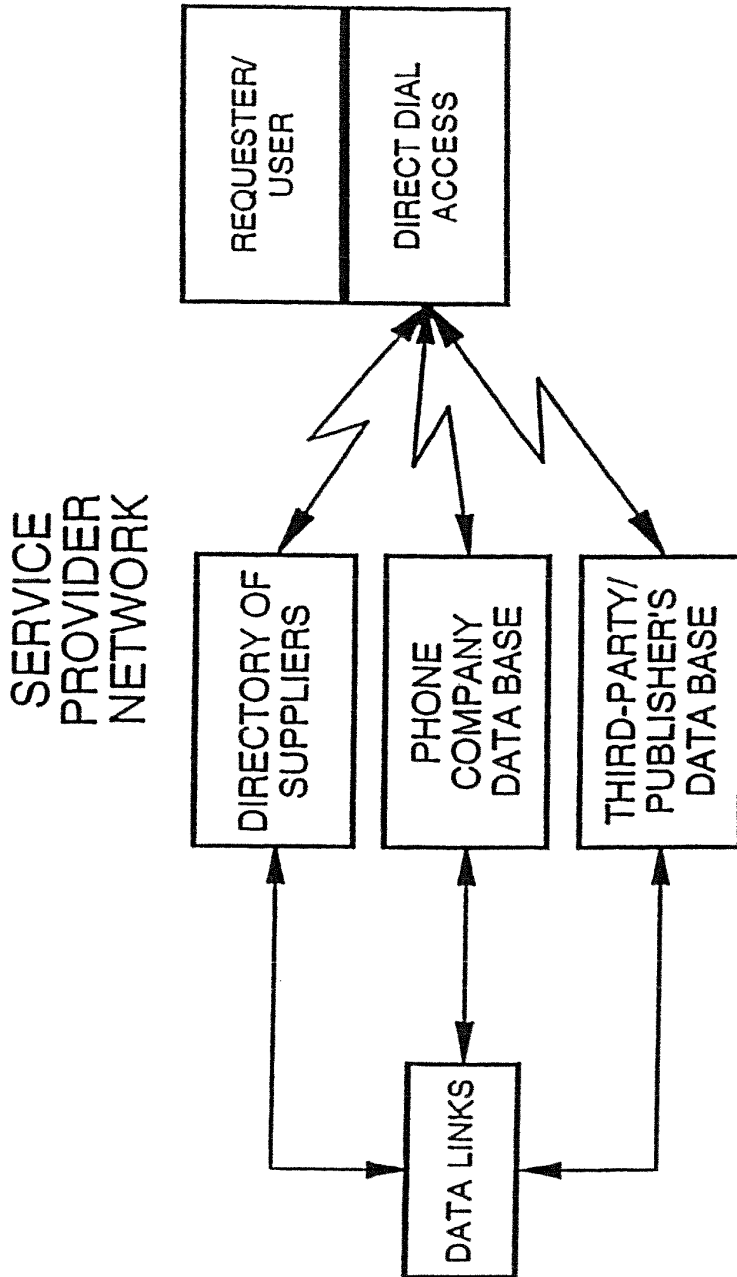 SERVICE
PROVIDER
NETWORK
DATA LINKS
DIRECTORY OF
SUPPLIERS
PHONE
COMPANY
DATA BASE
THIRD-PARTY/
PUBLISHER'S
DATA BASE
REQUESTER/
USER
DIRECT DIAL
ACCESS